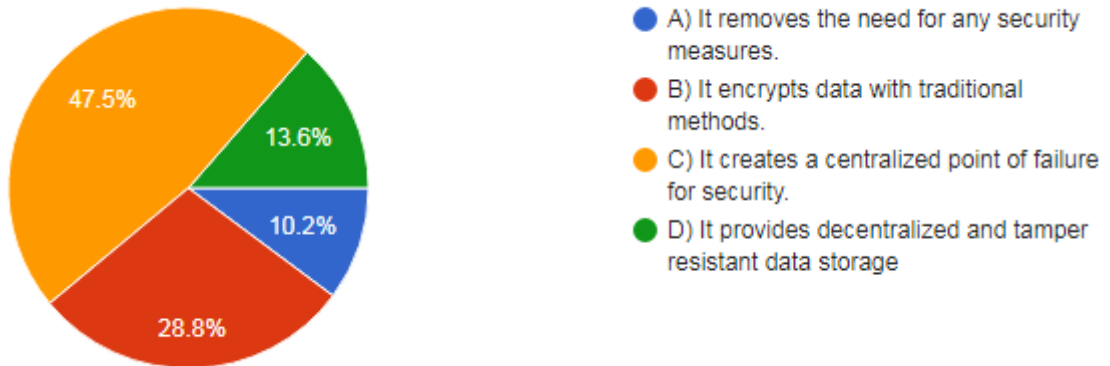 47.5%
13.6%
10.2%
28.8%
A) It removes the need for any security
measures.
B) It encrypts data with traditional
methods.
C) It creates a centralized point of failure
for security.
D) It provides decentralized and tamper
resistant data storage